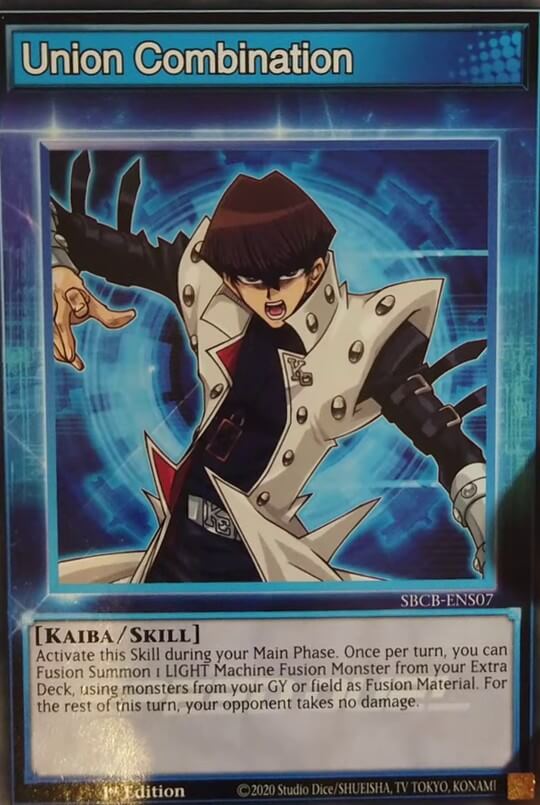 Union Combination
SBCB-ENS07
[KAIBA/SKILL]
Activate this Skill during your Main Phase. Once per turn, you can
Fusion Summon 1 LIGHT Machine Fusion Monster from your Extra
Deck, using monsters from your GY or field as Fusion Material. For
the rest of this turn, your opponent takes no damage.
1st Edition
©2020 Studio Dice/SHUEISHA, TV TOKYO, KONAMI